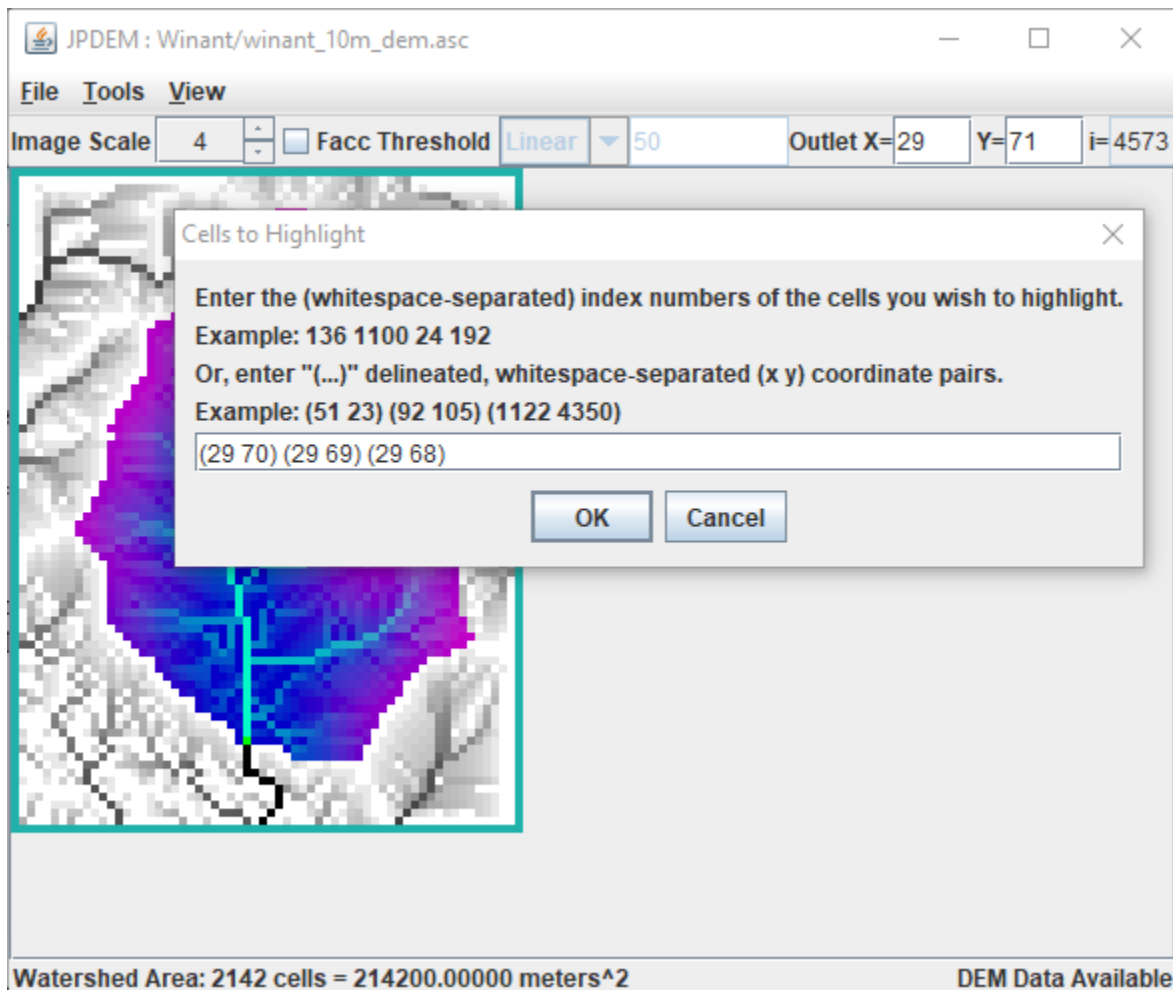 JPDEM : Winant/winant_10m_dem.asc
File Tools View
Image Scale 4 Facc Threshold Linear 50 Outlet X= 29 Y= 71 i= 4573
Cells to Highlight
Enter the (whitespace-separated) index numbers of the cells you wish to highlight.
Example: 136 1100 24 192
Or, enter "(...)" delineated, whitespace-separated (x y) coordinate pairs.
Example: (51 23) (92 105) (1122 4350)
(29 70) (29 69) (29 68)
OK Cancel
Watershed Area: 2142 cells = 214200.00000 meters^2 DEM Data Available